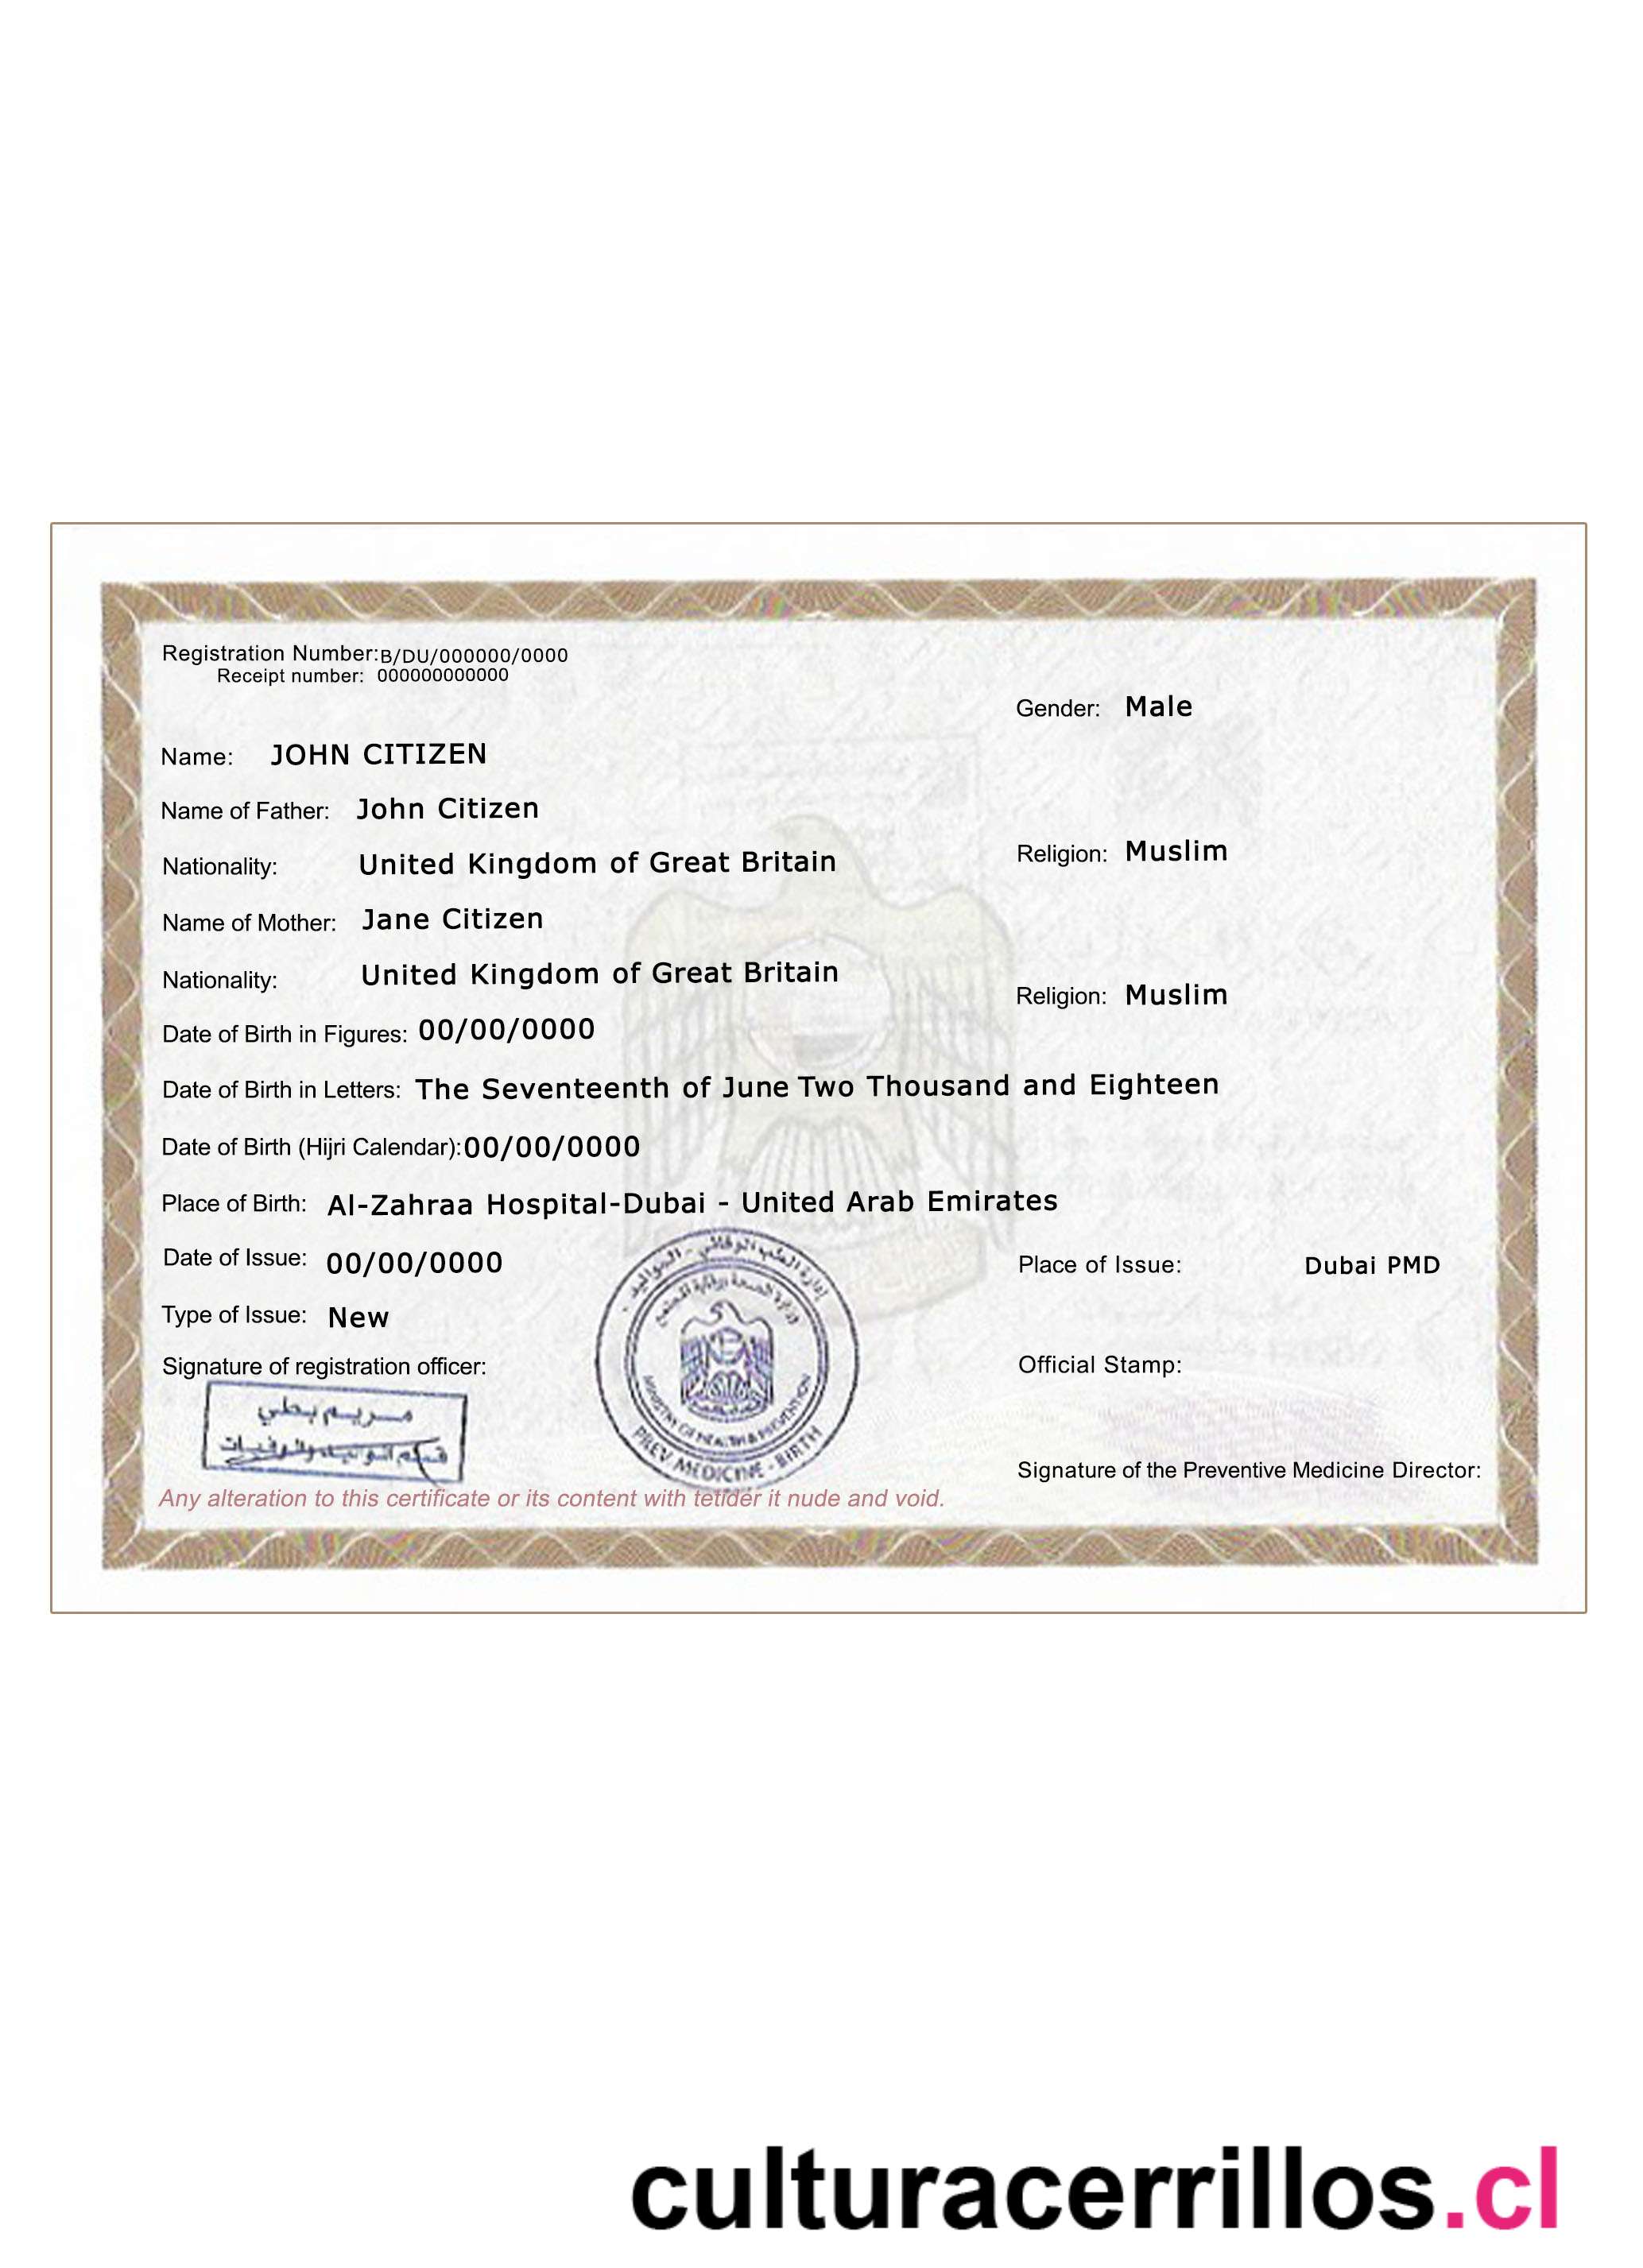 Registration Number:B/DU/000000/0000
Receipt number: 000000000000
Gender: Male
Name: JOHN CITIZEN
Name of Father: John Citizen
Nationality: United Kingdom of Great Britain
Religion: Muslim
Name of Mother: Jane Citizen
Nationality: United Kingdom of Great Britain
Religion: Muslim
Date of Birth in Figures: 00/00/0000
Date of Birth in Letters: The Seventeenth of June Two Thousand and Eighteen
Date of Birth (Hijri Calendar):00/00/0000
Place of Birth: Al-Zahraa Hospital-Dubai - United Arab Emirates
Date of Issue: 00/00/0000
Place of Issue: Dubai PMD
Type of Issue: New
Signature of registration officer:
Official Stamp:
إدارة الطب الوقائي - المواليد
وزارة الصحة ووقاية المجتمع
MINISTRY OF HEALTH & PREVENTION
PREV MEDICINE - BIRTH
مريم بطي
Signature of the Preventive Medicine Director:
Any alteration to this certificate or its content with tetider it nude and void.
culturacerrillos.cl